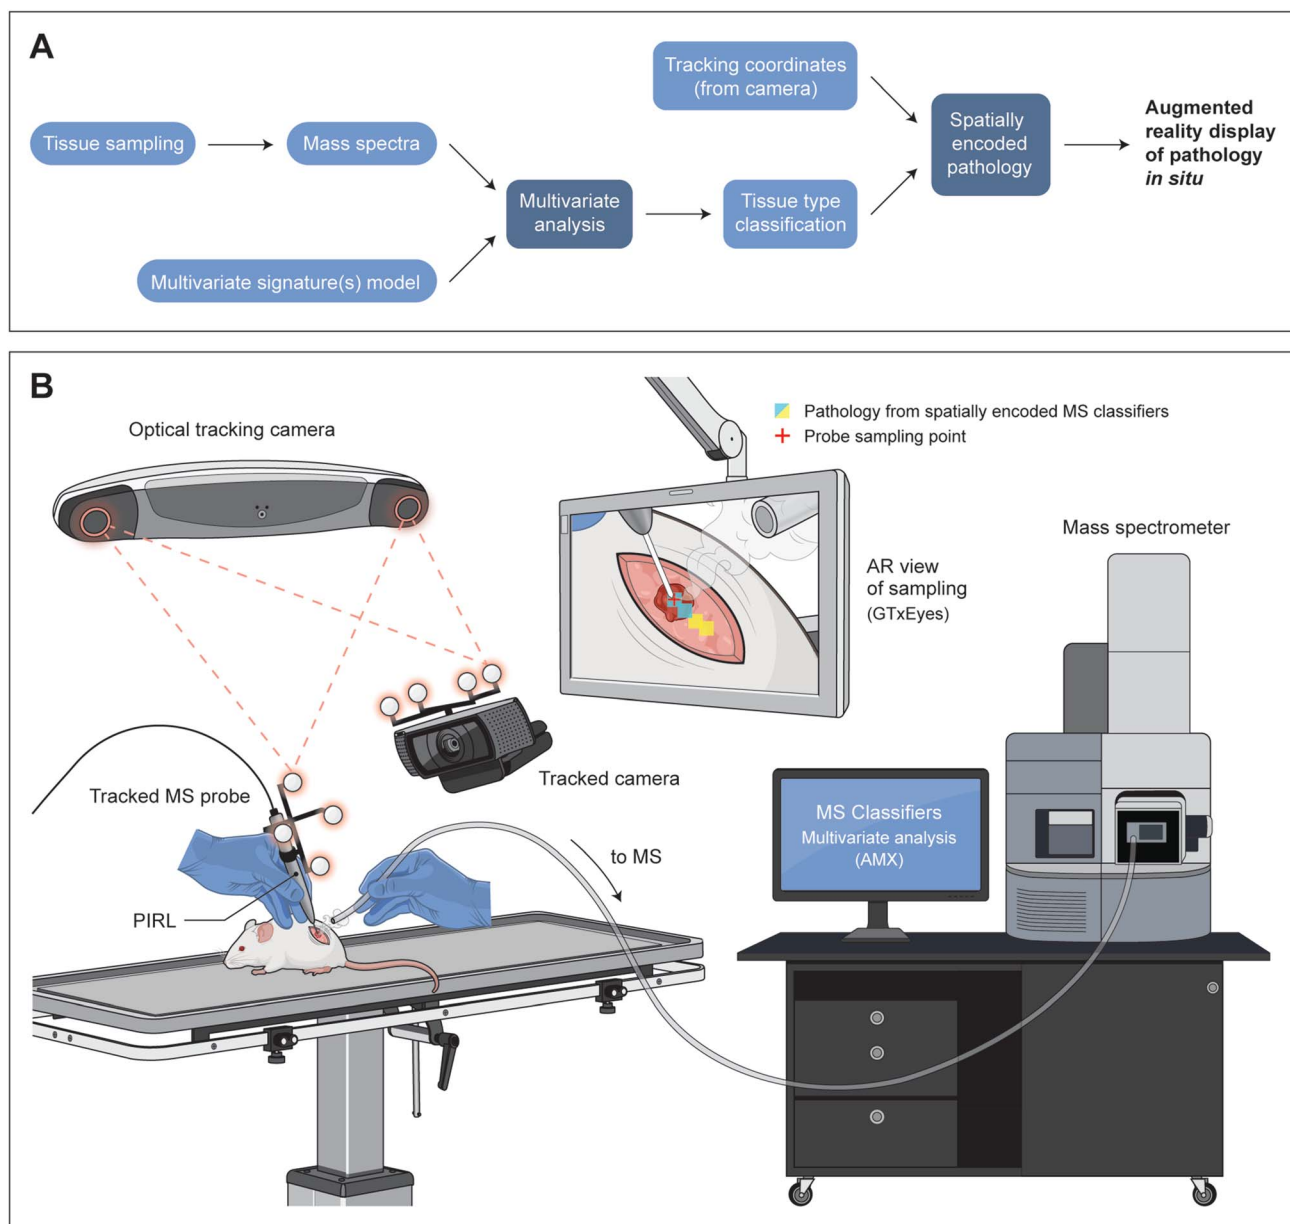 A
Tissue sampling
Mass spectra
Multivariate signature(s) model
Multivariate
analysis
Tracking coordinates
(from camera)
Tissue type
classification
Spatially
encoded
pathology
Augmented
reality display
of pathology
in situ
B
Optical tracking camera
Pathology from spatially encoded MS classifiers
Probe sampling point
Mass spectrometer
AR view
of sampling
(GTxEyes)
Tracked MS probe
Tracked camera
PIRL
to MS
MS Classifiers
Multivariate analysis
(AMX)